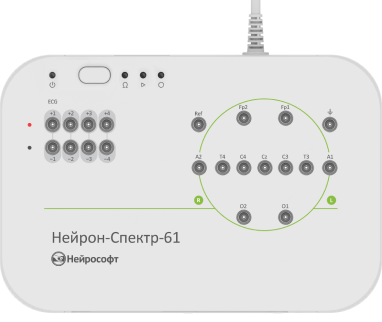 ECG
+1 +2 +3 +4
-1 -2 -3 -4
Ref Fp2 Fp1
A2 T4 C4 Cz C3 T3 A1
R L
O2 O1
Нейрон-Спектр-61
Нейрософт